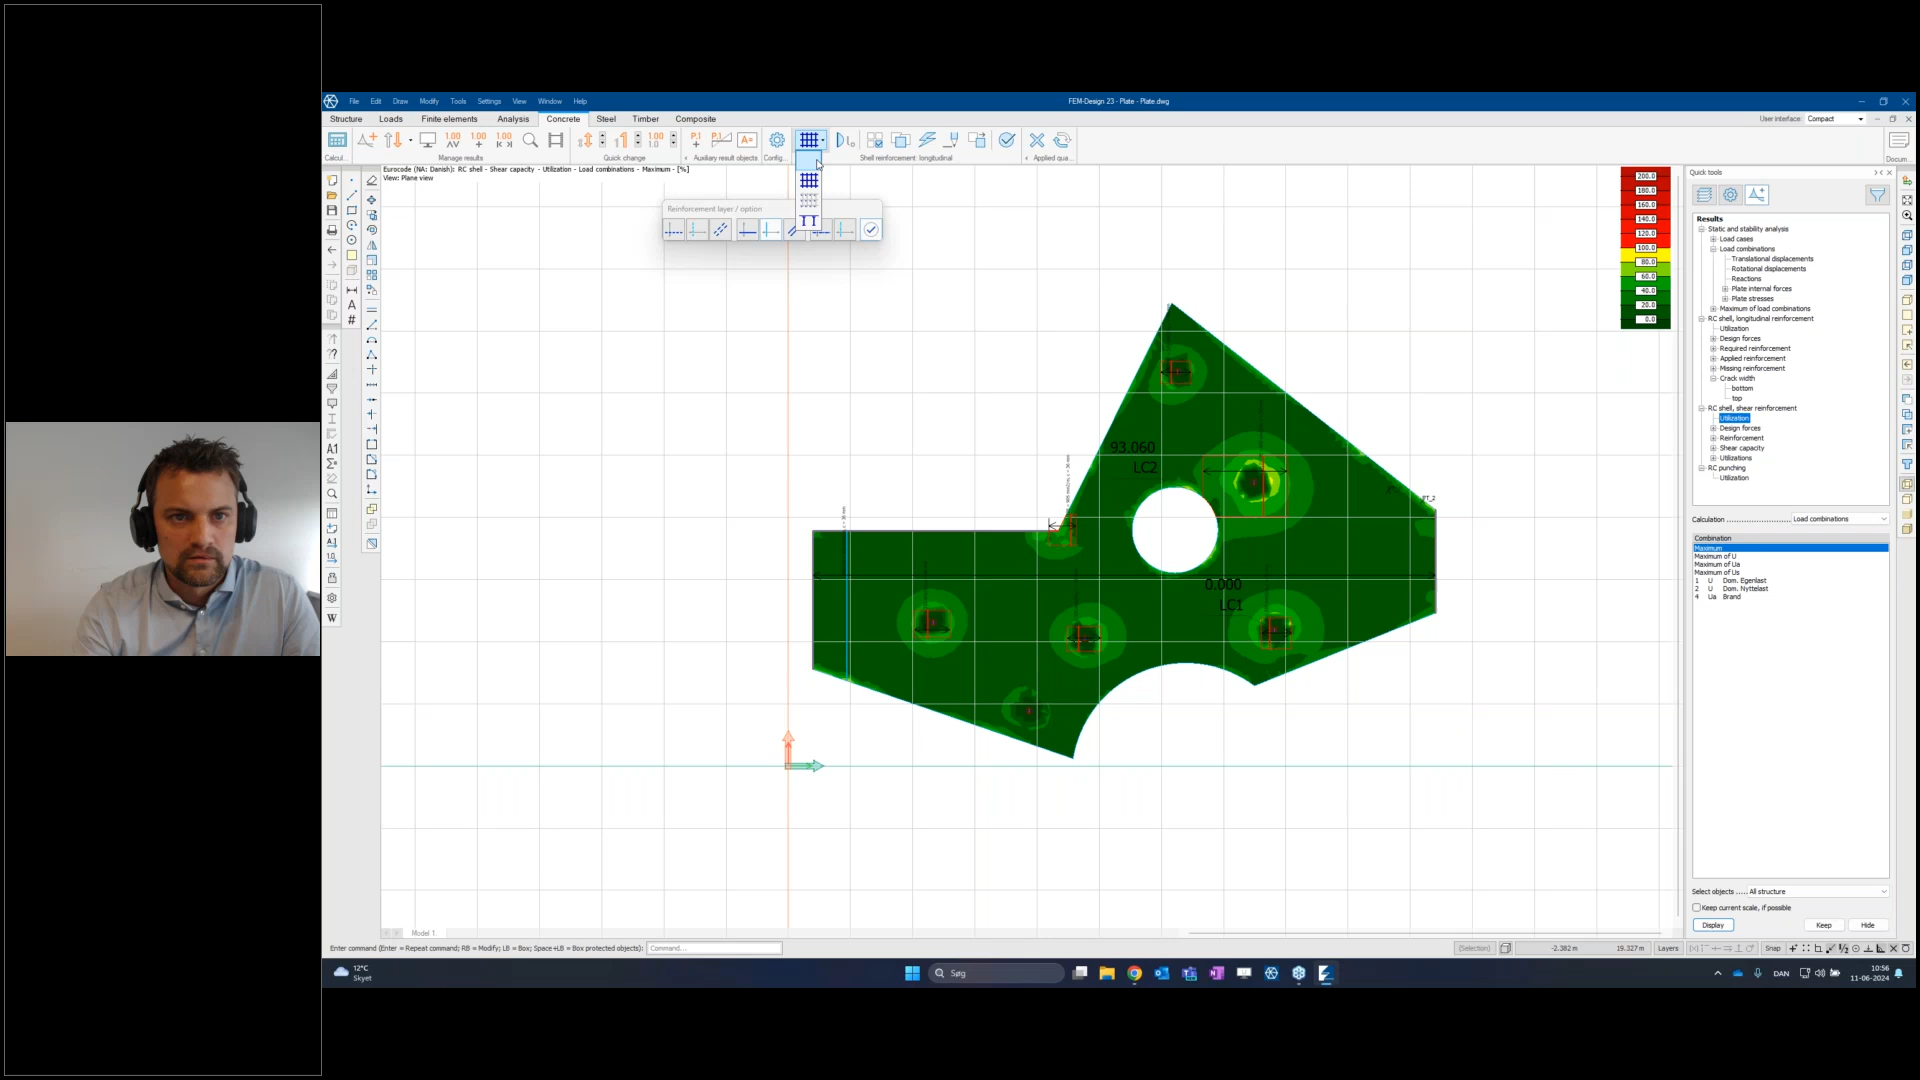 File Edit Draw Modify Tools Settings View Window Help
FEM-Design 23 - Plate - Plate.dwg
Structure Loads Finite elements Analysis Concrete Steel Timber Composite
User interface: Compact
Calcul... Manage results Quick change Auxiliary result objects Config... Shell reinforcement: longitudinal Applied qua... Docum...
Eurocode (NA: Danish): RC shell - Shear capacity - Utilization - Load combinations - Maximum - [%]
View: Plane view
Reinforcement layer / option
200.0
180.0
160.0
140.0
120.0
100.0
80.0
60.0
40.0
20.0
0.0
93.060
LC2
0.000
LC1
Quick tools
Results
Static and stability analysis
Load cases
Load combinations
Translational displacements
Rotational displacements
Reactions
Plate internal forces
Plate stresses
Maximum of load combinations
RC shell, longitudinal reinforcement
Utilization
Design forces
Required reinforcement
Applied reinforcement
Missing reinforcement
Crack width
bottom
top
RC shell, shear reinforcement
Utilization
Design forces
Reinforcement
Shear capacity
Utilizations
RC punching
Utilization
Calculation Load combinations
Combination
Maximum
Maximum of U
Maximum of Ua
Maximum of Us
1 U Dom. Egenlast
2 U Dom. Nyttelast
4 Ua Brand
Select objects ..... All structure
Keep current scale, if possible
Display Keep Hide
Model 1
Enter command (Enter = Repeat command; RB = Modify; LB = Box; Space+LB = Box protected objects): Command...
(Selection) -2.382 m 19.327 m Layers Snap
12°C
Skyet
Søg
DAN
10:56
11-06-2024